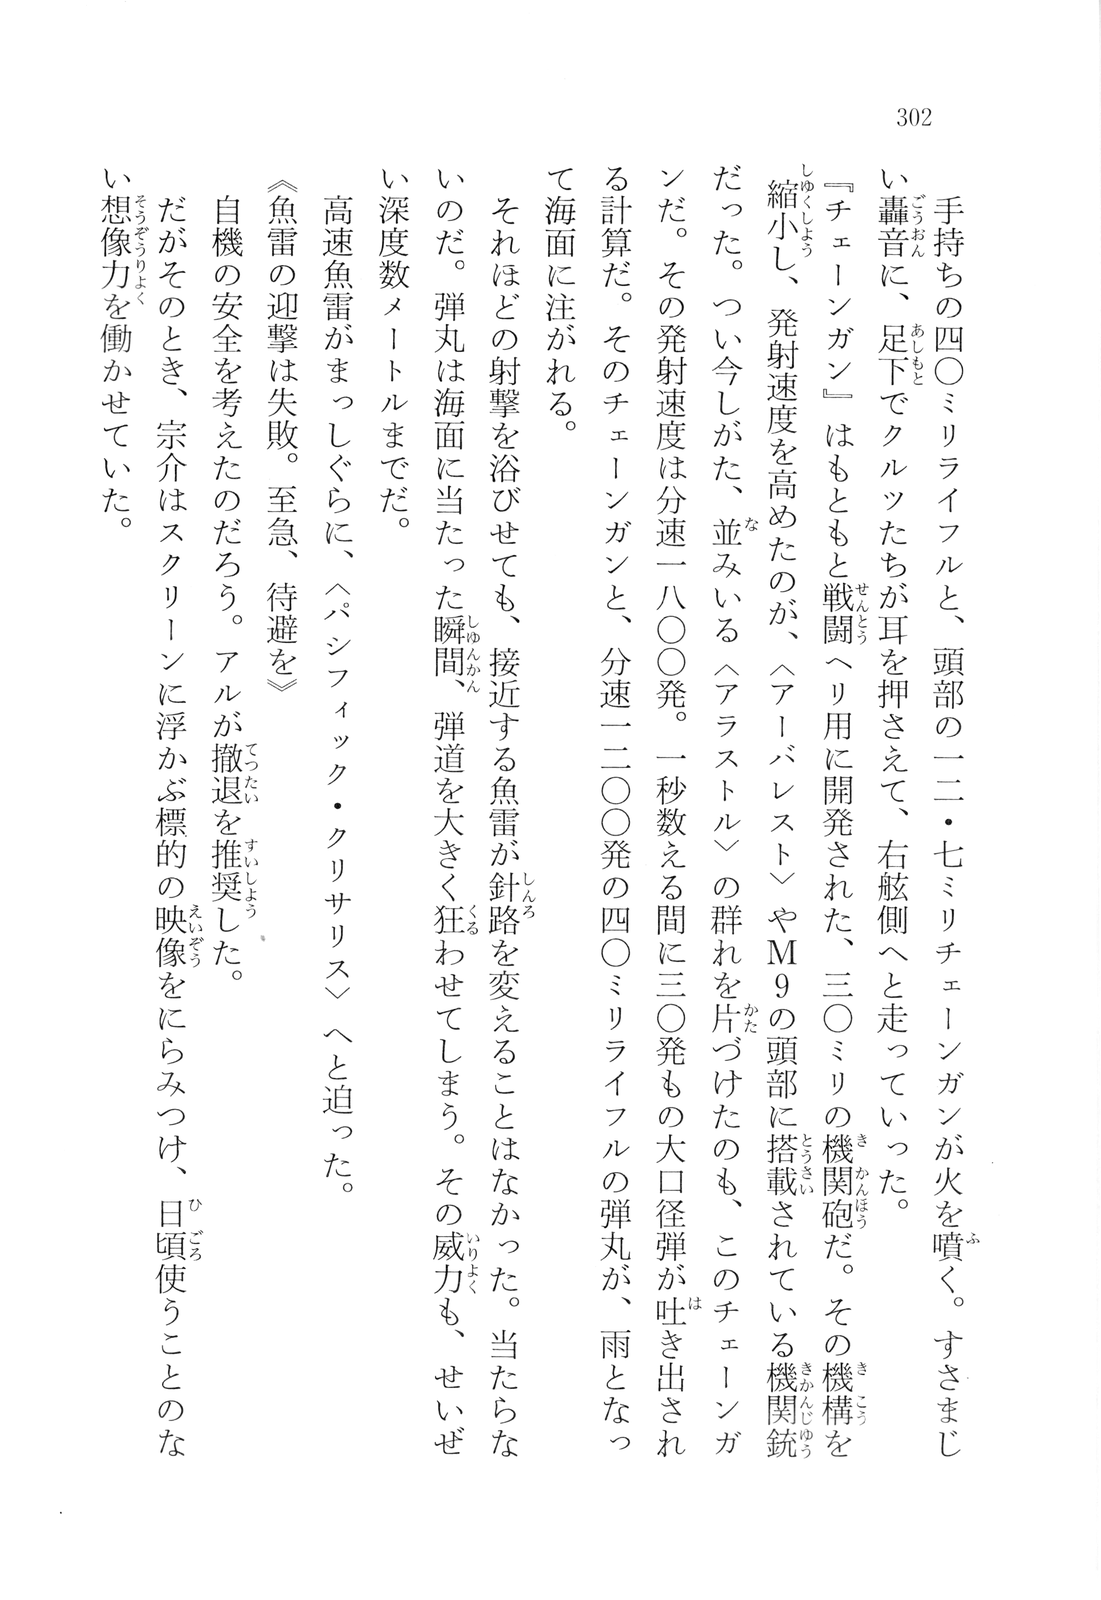 302
手持ちの四〇ミリライフルと、頭部の一二・七ミリチェーンガンが火を噴く。すさまじ
い轟音に、足下でクルツたちが耳を押さえて、右舷側へと走っていった。
『チェーンガン』はもともと戦闘ヘリ用に開発された、三〇ミリの機関砲だ。その機構を
縮小し、発射速度を高めたのが、〈アーバレスト〉やM9の頭部に搭載されている機関銃
だった。つい今しがた、並みいる〈アラストル〉の群れを片づけたのも、このチェーンガ
ンだ。その発射速度は分速一八〇〇発。一秒数える間に三〇発もの大口径弾が吐き出され
る計算だ。そのチェーンガンと、分速一二〇〇発の四〇ミリライフルの弾丸が、雨となっ
て海面に注がれる。
それほどの射撃を浴びせても、接近する魚雷が針路を変えることはなかった。当たらな
いのだ。弾丸は海面に当たった瞬間、弾道を大きく狂わせてしまう。その威力も、せいぜ
い深度数メートルまでだ。
高速魚雷がまっしぐらに、〈パシフィック・クリサリス〉へと迫った。
《魚雷の迎撃は失敗。至急、待避を》
自機の安全を考えたのだろう。アルが撤退を推奨した。
だがそのとき、宗介はスクリーンに浮かぶ標的の映像をにらみつけ、日頃使うことのな
い想像力を働かせていた。